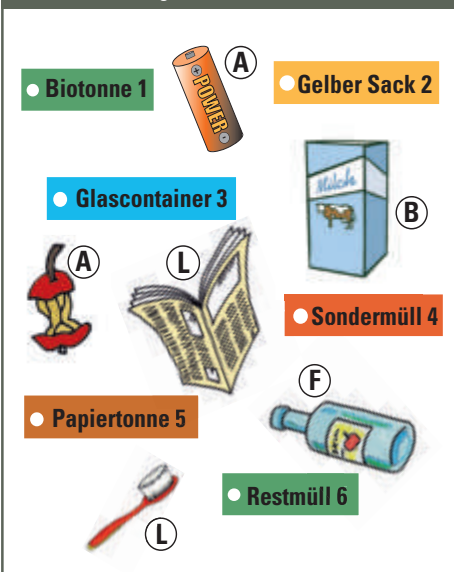 A
POWER
Biotonne 1
Gelber Sack 2
Milch
Glascontainer 3
B
A
L
Sondermüll 4
F
Papiertonne 5
Restmüll 6
L